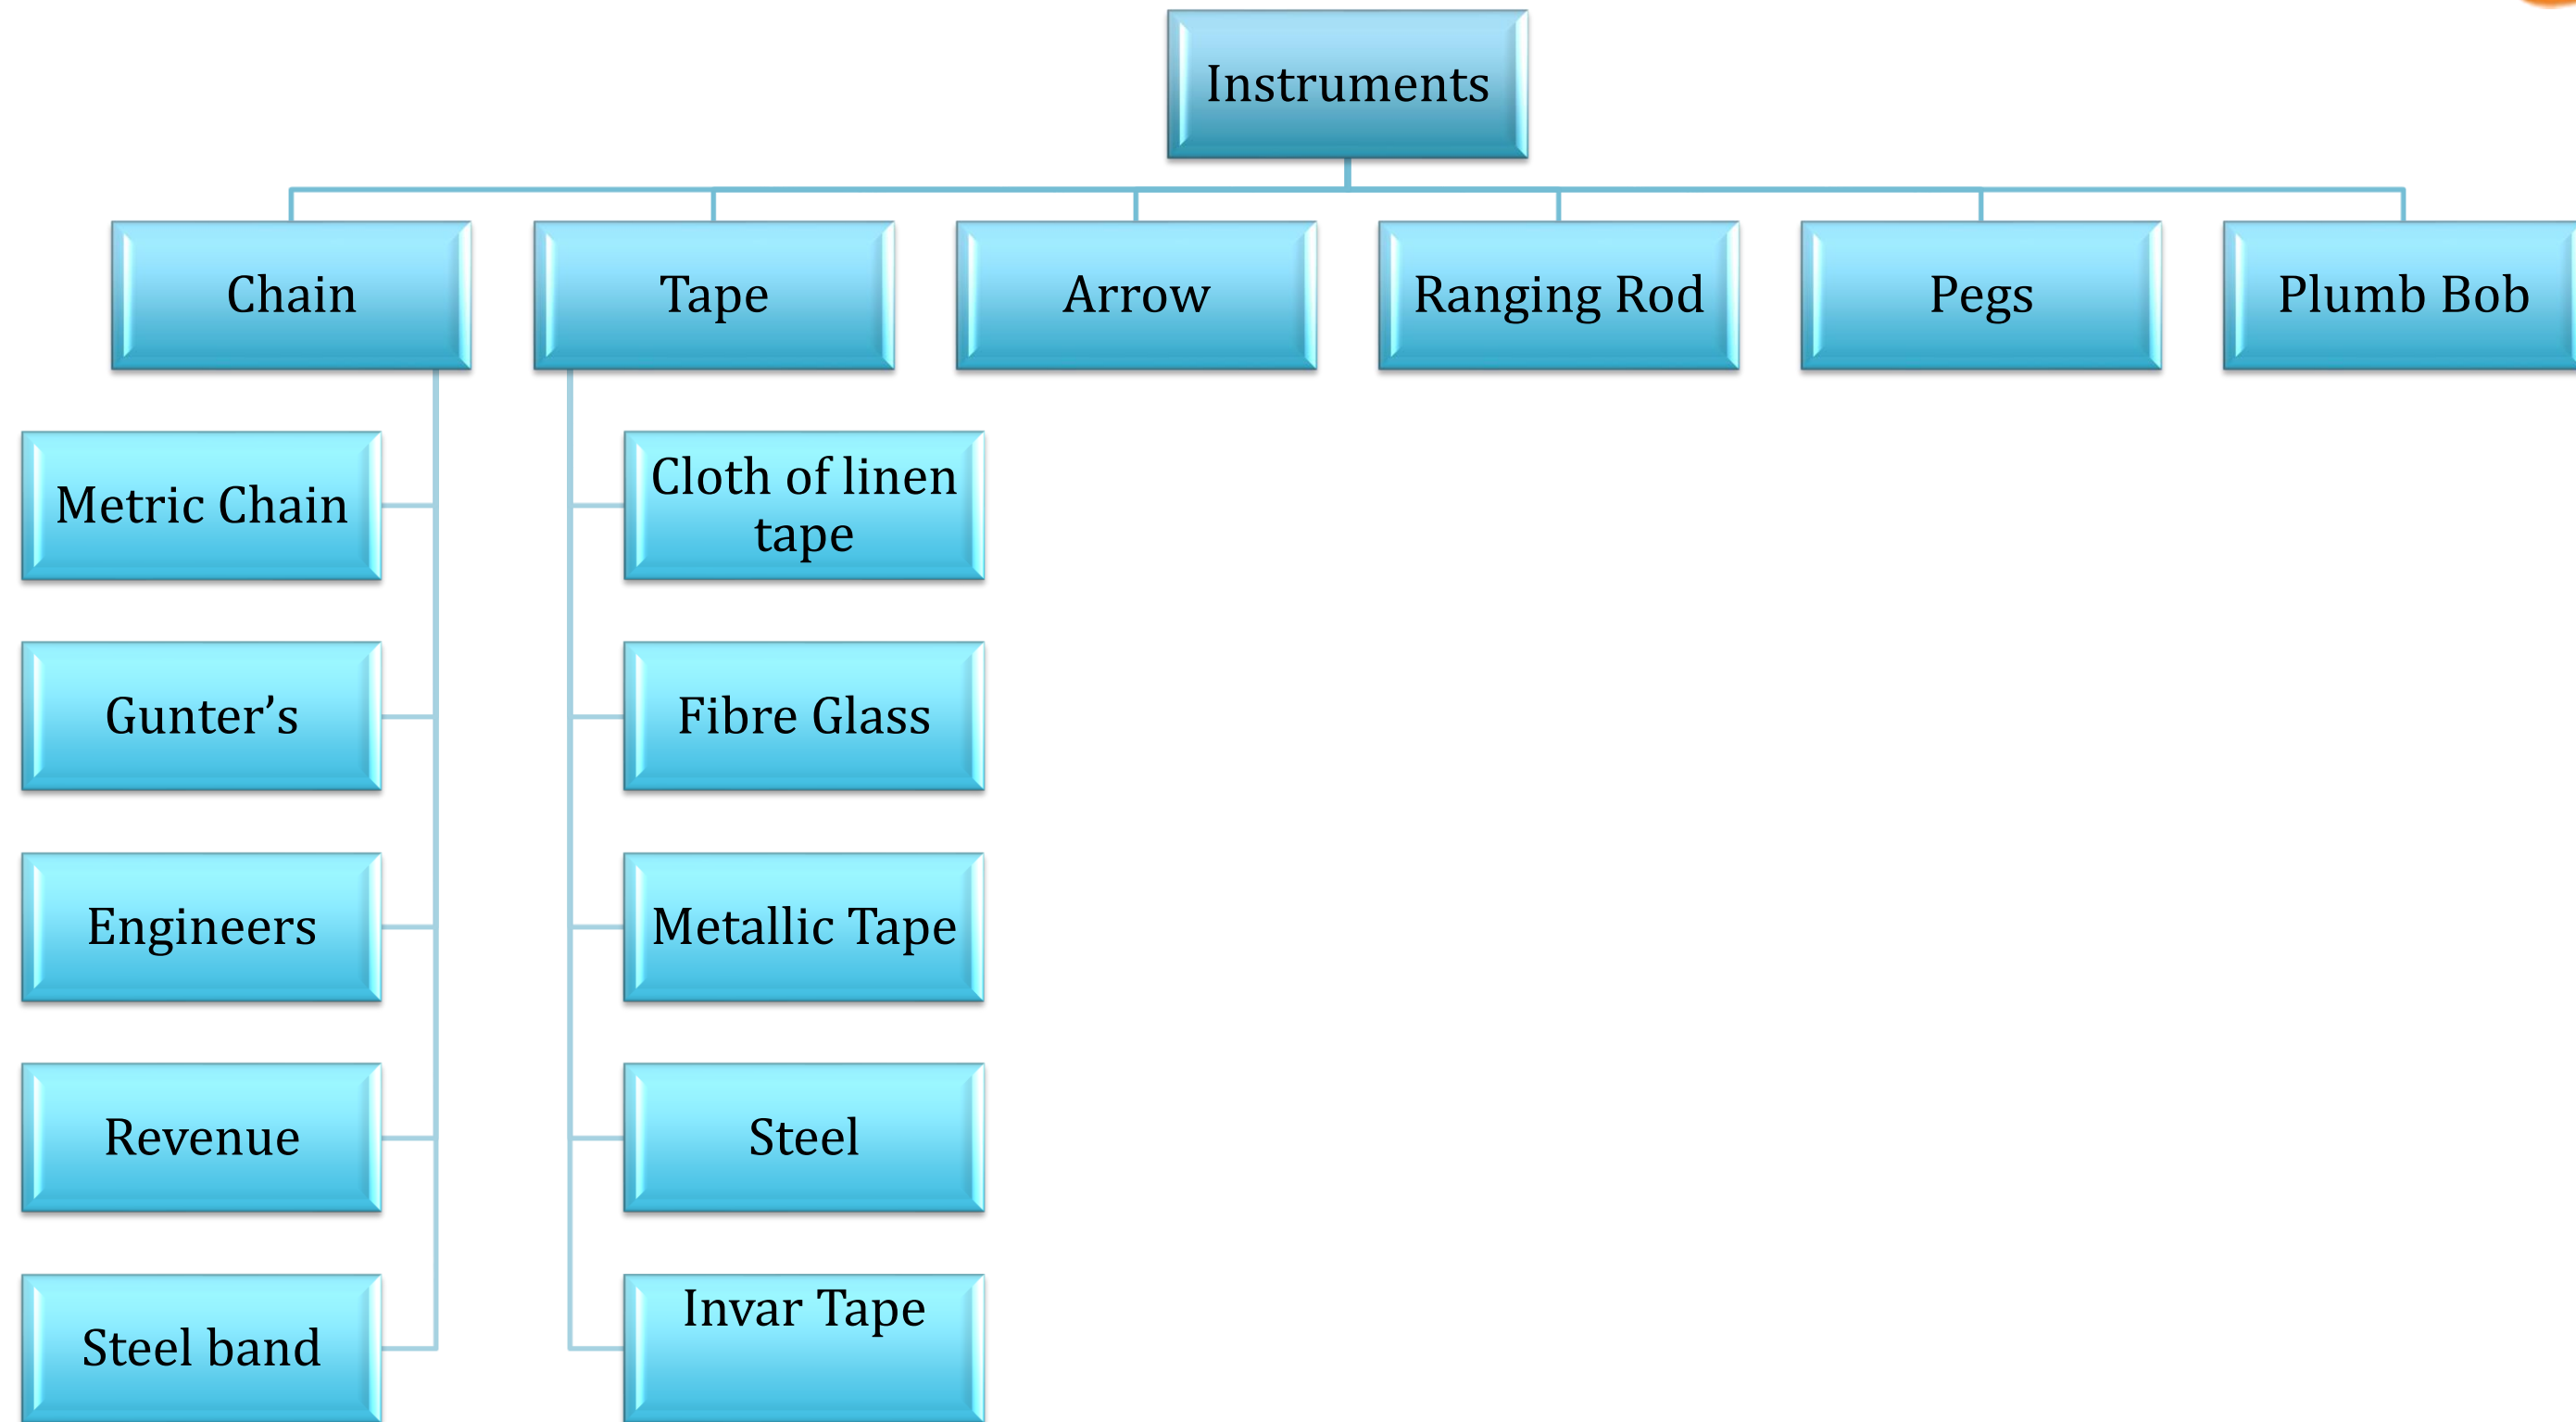 Instruments
Chain
Tape
Arrow
Ranging Rod
Pegs
Plumb Bob
Metric Chain
Gunter’s
Engineers
Revenue
Steel band
Cloth of linen
tape
Fibre Glass
Metallic Tape
Steel
Invar Tape